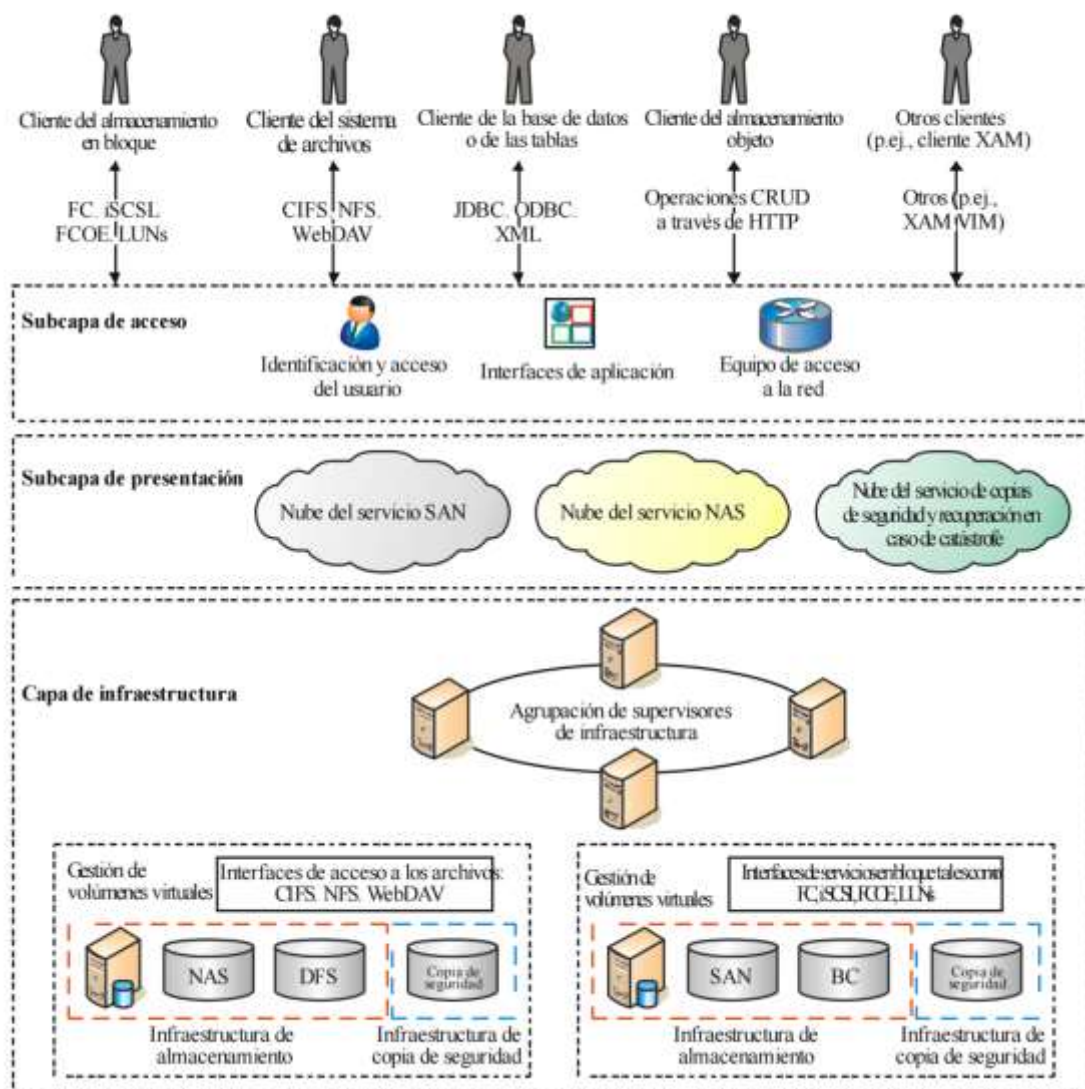 Cliente del almacenamiento
en bloque
Cliente del sistema
de archivos
Cliente de la base de datos
o de las tablas
Cliente del almacenamiento
objeto
Otros clientes
(p.ej., cliente XAM)
FC. iSCSL
FCOE. LUNs
CIFS. NFS.
WebDAV
JDBC. ODBC.
XML
Operaciones CRUD
a través de HTTP
Otros (p.ej.,
XAM VIM)
Subcapa de acceso
Identificación y acceso
del usuario
Interfaces de aplicación
Equipo de acceso
a la red
Subcapa de presentación
Nube del servicio SAN
Nube del servicio NAS
Nube del servicio de copias
de seguridad y recuperación en
caso de catástrofe
Capa de infraestructura
Agrupación de supervisores
de infraestructura
Gestión de
volúmenes virtuales
Interfaces de acceso a los archivos:
CIFS. NFS. WebDAV
NAS
DFS
Copia de
seguridad
Infraestructura de
almacenamiento
Infraestructura de
copia de seguridad
Gestión de
volúmenes virtuales
Interfaces de servicios en bloque tales como
FC, iSCSI, FCOE, LUNs
SAN
BC
Copia de
seguridad
Infraestructura de
almacenamiento
Infraestructura de
copia de seguridad